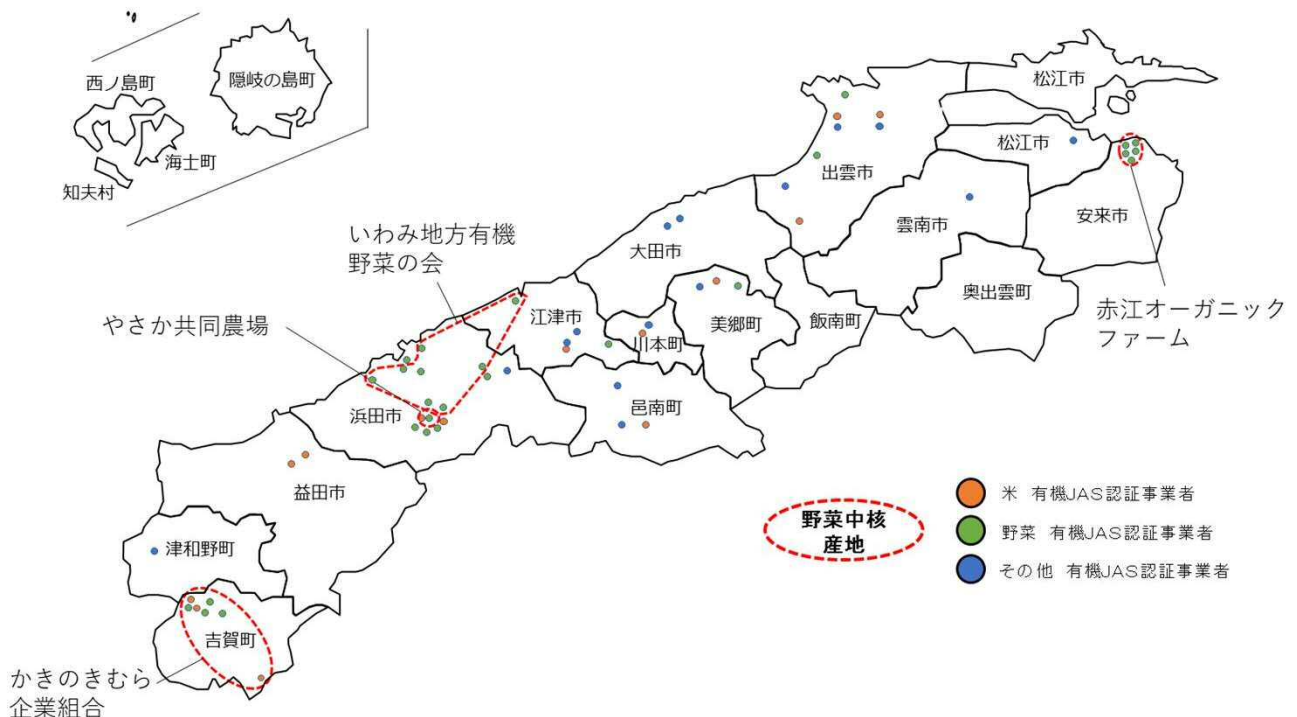 西ノ島町
隠岐の島町
海士町
知夫村
松江市
松江市
出雲市
安来市
雲南市
奥出雲町
赤江オーガニック
ファーム
いわみ地方有機
野菜の会
大田市
飯南町
美郷町
川本町
江津市
邑南町
やさか共同農場
浜田市
益田市
津和野町
吉賀町
かきのきむら
企業組合
野菜中核
産地
米 有機JAS認証事業者
野菜 有機JAS認証事業者
その他 有機JAS認証事業者